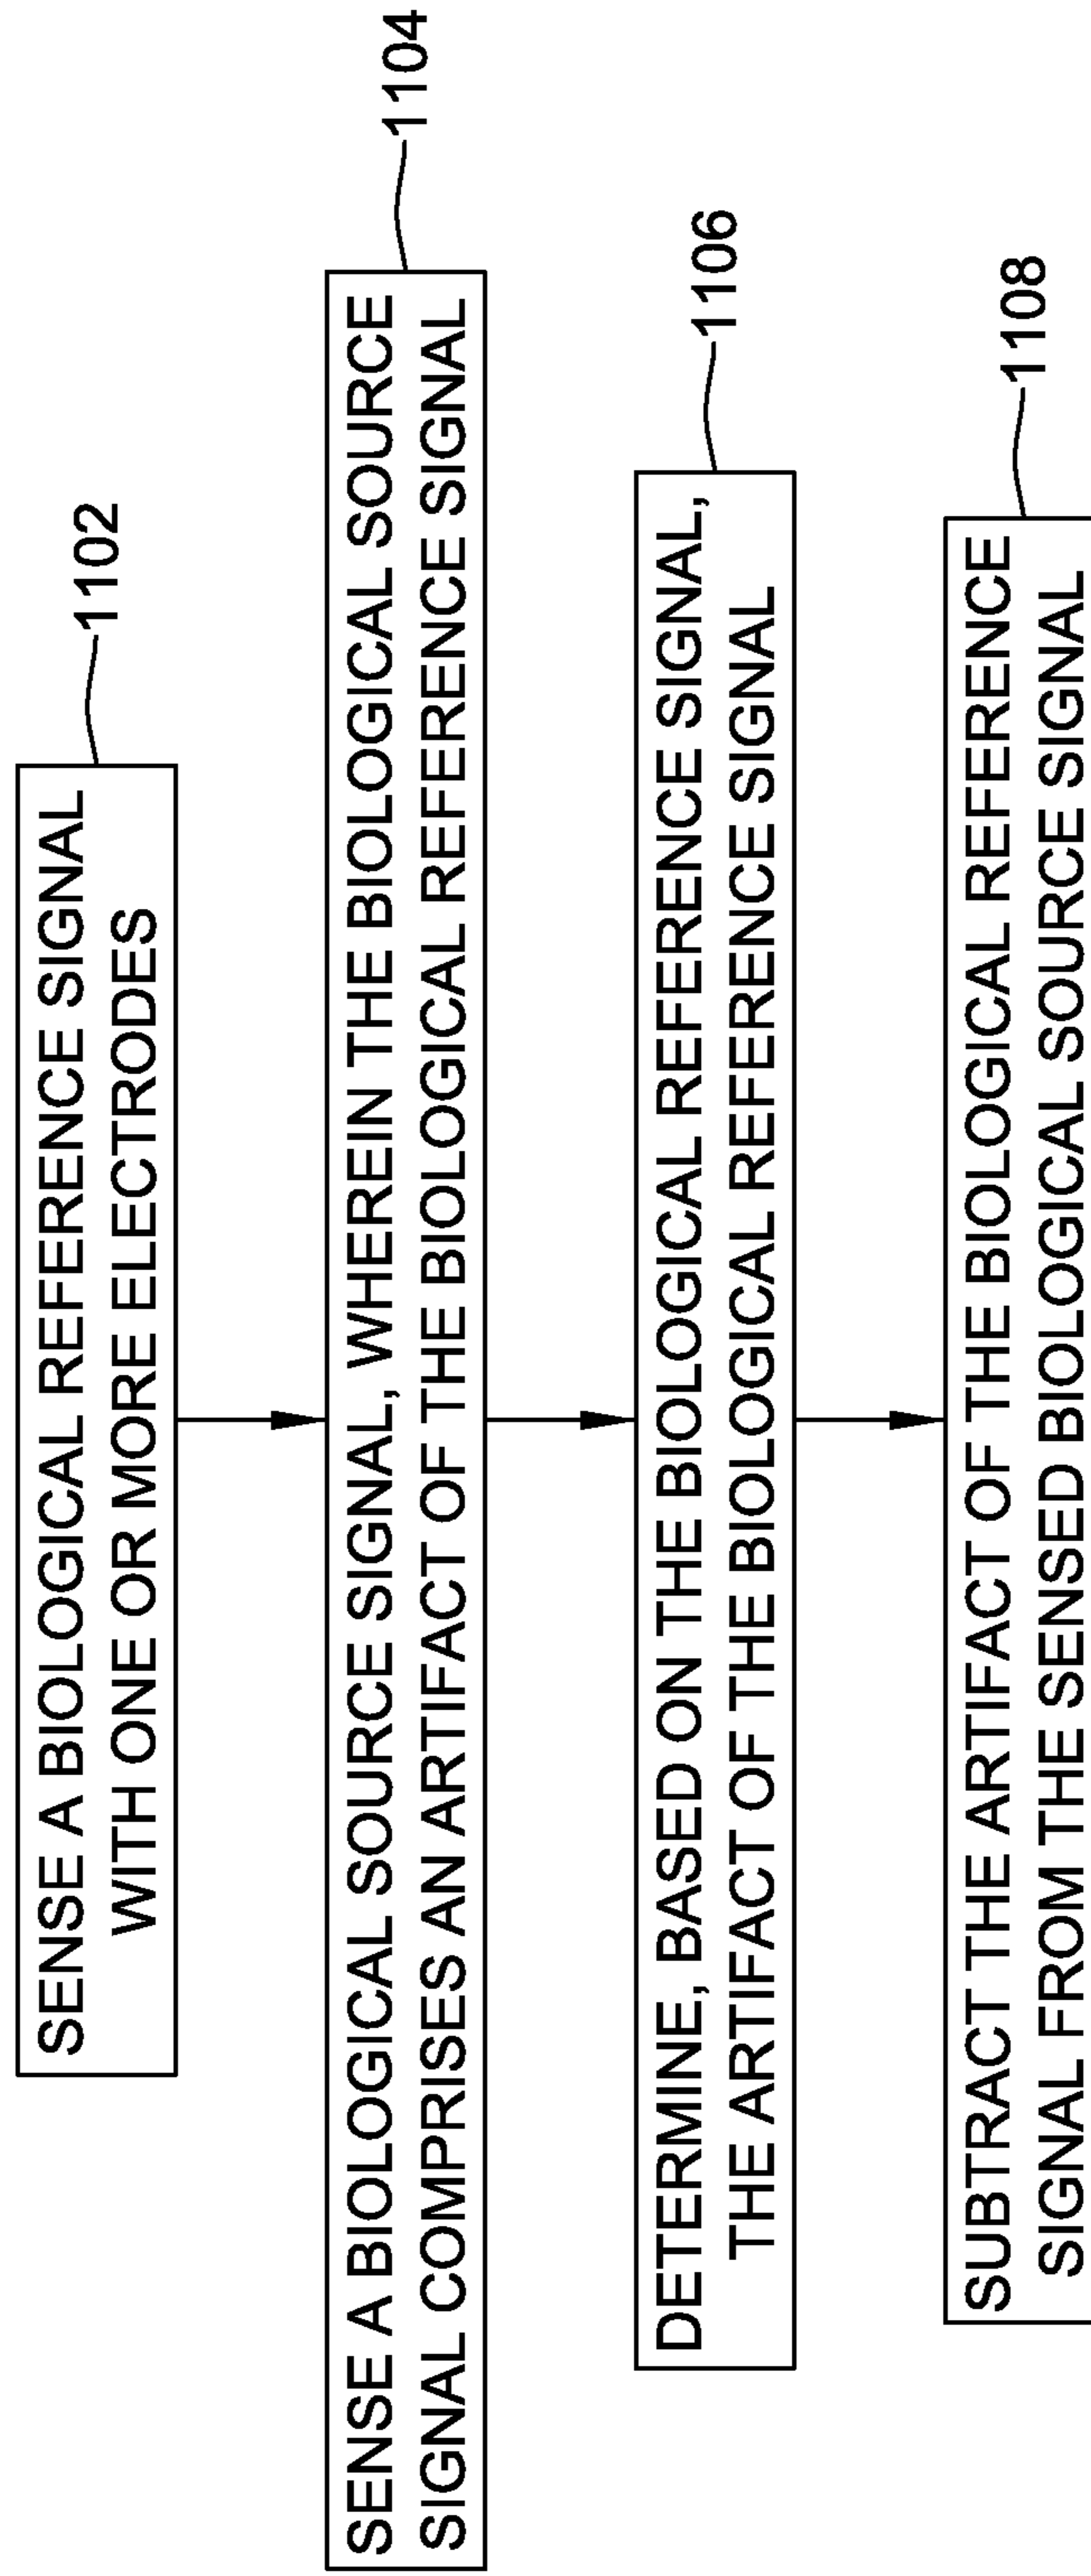 SENSE A BIOLOGICAL REFERENCE SIGNAL
WITH ONE OR MORE ELECTRODES
1102
SENSE A BIOLOGICAL SOURCE SIGNAL, WHEREIN THE BIOLOGICAL SOURCE
SIGNAL COMPRISES AN ARTIFACT OF THE BIOLOGICAL REFERENCE SIGNAL
1104
DETERMINE, BASED ON THE BIOLOGICAL REFERENCE SIGNAL,
THE ARTIFACT OF THE BIOLOGICAL REFERENCE SIGNAL
1106
SUBTRACT THE ARTIFACT OF THE BIOLOGICAL REFERENCE
SIGNAL FROM THE SENSED BIOLOGICAL SOURCE SIGNAL
1108